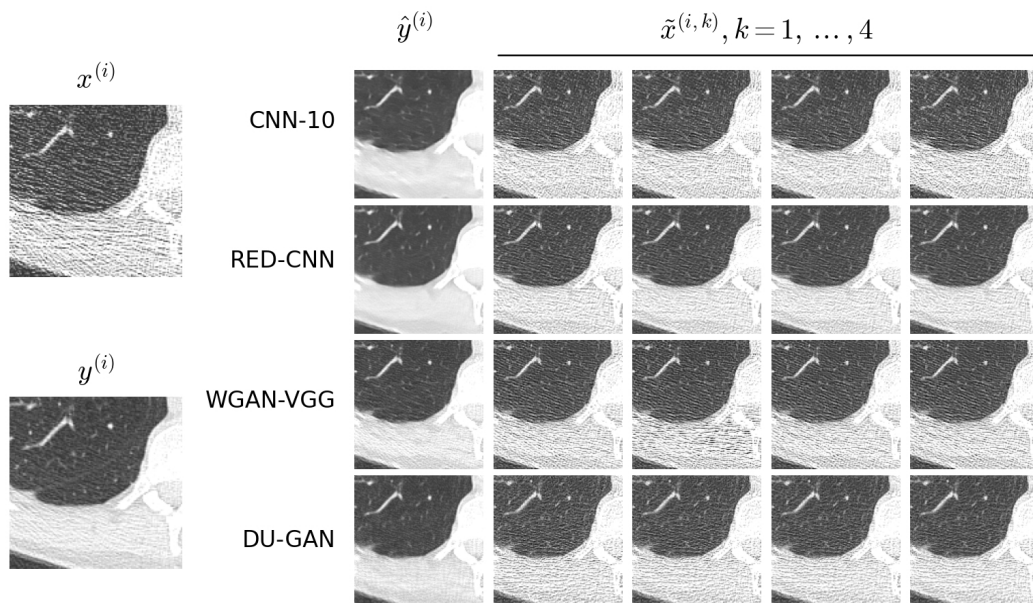 x^{(i)}
ŷ^{(i)}
x̃^{(i, k)}, k = 1, ..., 4
CNN-10
RED-CNN
y^{(i)}
WGAN-VGG
DU-GAN